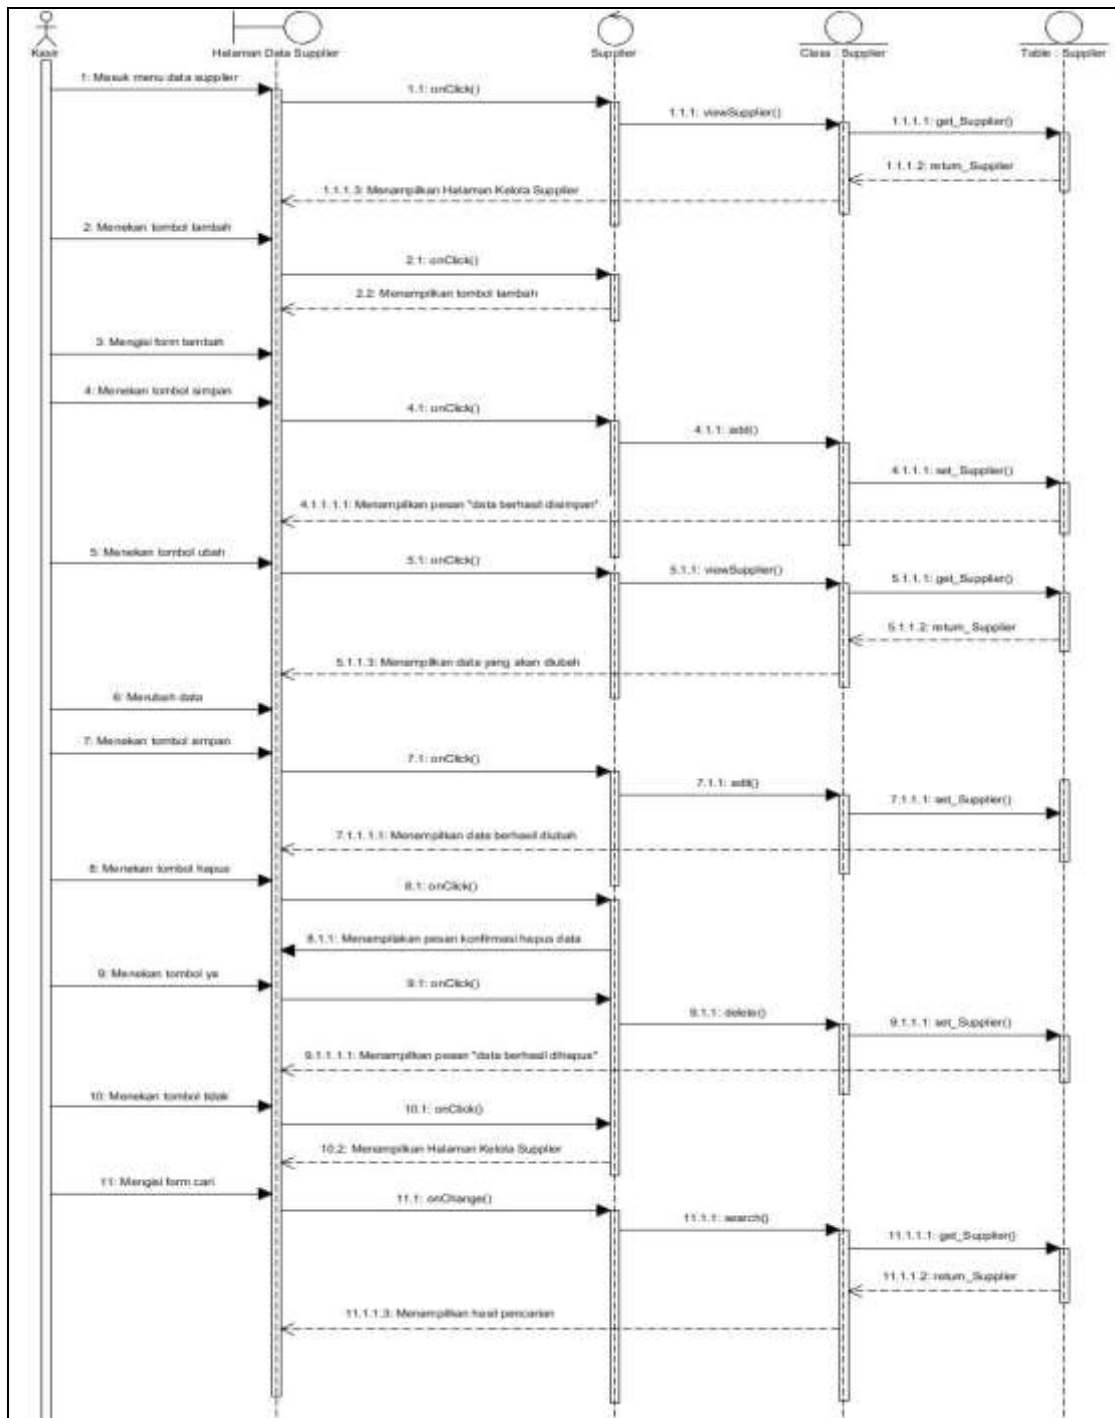 Kasir
Halaman Data Supplier
Supplier
Class : Supplier
Table : Supplier
1: Masuk menu data supplier
1.1: onClick()
1.1.1: viewSupplier()
1.1.1.1: get_Supplier()
1.1.1.2: return_Supplier
1.1.1.3: Menampilkan Halaman Kelola Supplier
2: Menekan tombol tambah
2.1: onClick()
2.2: Menampilkan tombol tambah
3: Mengisi form tambah
4: Menekan tombol simpan
4.1: onClick()
4.1.1: add()
4.1.1.1: set_Supplier()
4.1.1.1.1: Menampilkan pesan "data berhasil disimpan"
5: Menekan tombol ubah
5.1: onClick()
5.1.1: viewSupplier()
5.1.1.1: get_Supplier()
5.1.1.2: return_Supplier
5.1.1.3: Menampilkan data yang akan diubah
6: Merubah data
7: Menekan tombol simpan
7.1: onClick()
7.1.1:
7.1.1.1: set_Supplier()
7.1.1.1.1: Menampilkan data berhasil diubah
8: Menekan tombol hapus
8.1: onClick()
8.1.1: Menampilakan pesan konfirmasi hapus data
9: Menekan tombol ya
9.1: onClick()
9.1.1: delete()
9.1.1.1: set_Supplier()
9.1.1.1.1: Menampilkan pesan "data berhasil dihapus"
10: Menekan tombol tidak
10.1: onClick()
10.2: Menampilkan Halaman Kelola Supplier
11: Mengisi form cari
11.1: onChange()
11.1.1: search()
11.1.1.1: get_Supplier()
11.1.1.2: return_Supplier
11.1.1.3: Menampilkan hasil pencarian